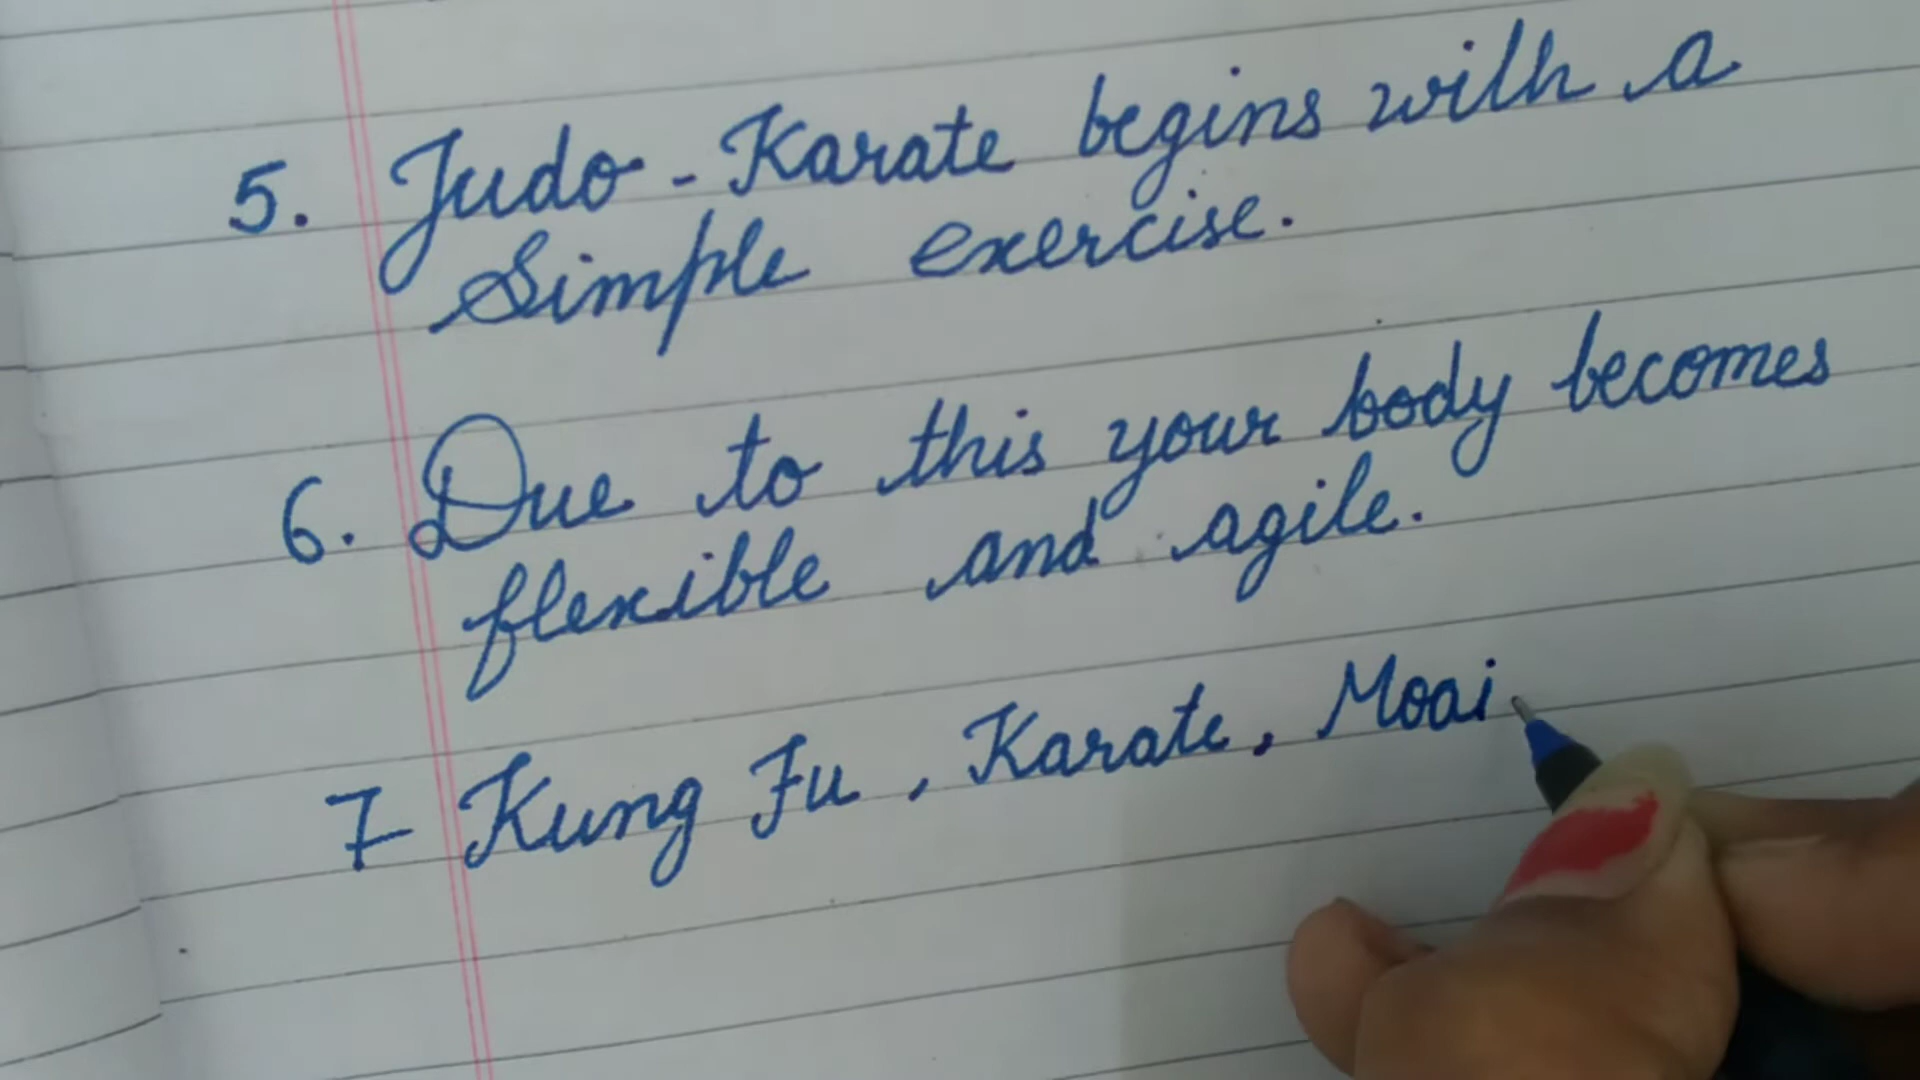 5. Judo-Karate begins with a
Simple exercise.
6. Due to this your body becomes
flexible and agile.
7 Kung Fu, Karate, Moai